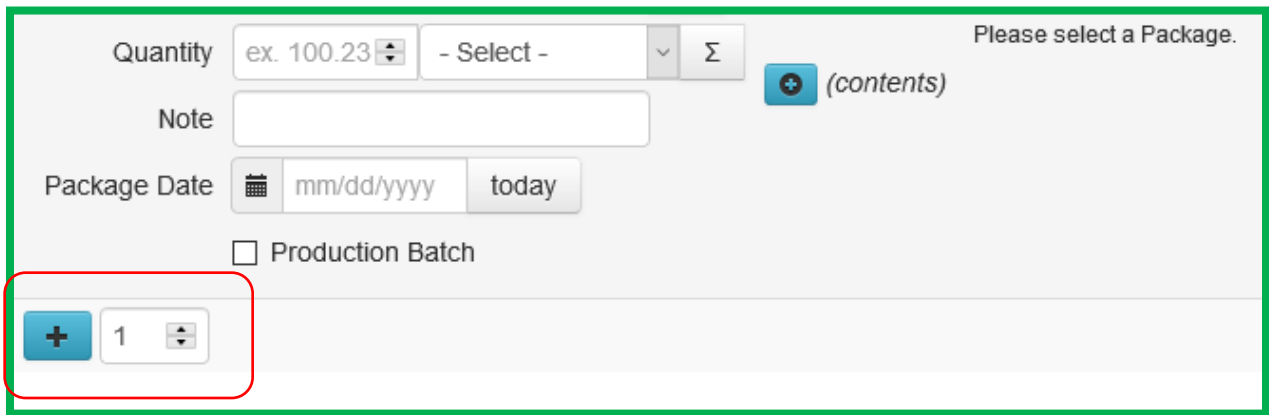 Quantity ex. 100.23 - Select - Σ
Please select a Package.
(contents)
Note
Package Date mm/dd/yyyy today
Production Batch
1